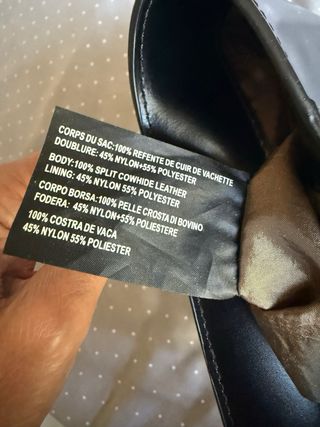 CORPS DU SAC:100% REFENTE DE CUIR DE VACHETTE
DOUBLURE: 45% NYLON+55% POLYESTER
BODY:100% SPLIT COWHIDE LEATHER
LINING: 45% NYLON 55% POLYESTER
CORPO BORSA:100% PELLE CROSTA DI BOVINO
FODERA: 45% NYLON+55% POLIESTERE
100% COSTRA DE VACA
45% NYLON 55% POLIESTER